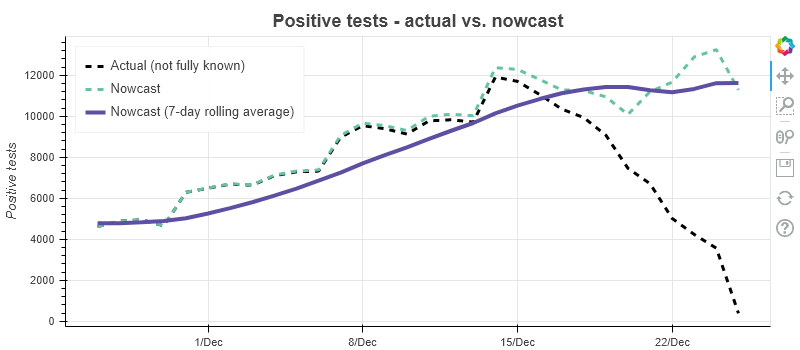 Positive tests - actual vs. nowcast
Actual (not fully known)
Nowcast
Nowcast (7-day rolling average)
Positive tests
12000
10000
8000
6000
4000
2000
0
1/Dec
8/Dec
15/Dec
22/Dec